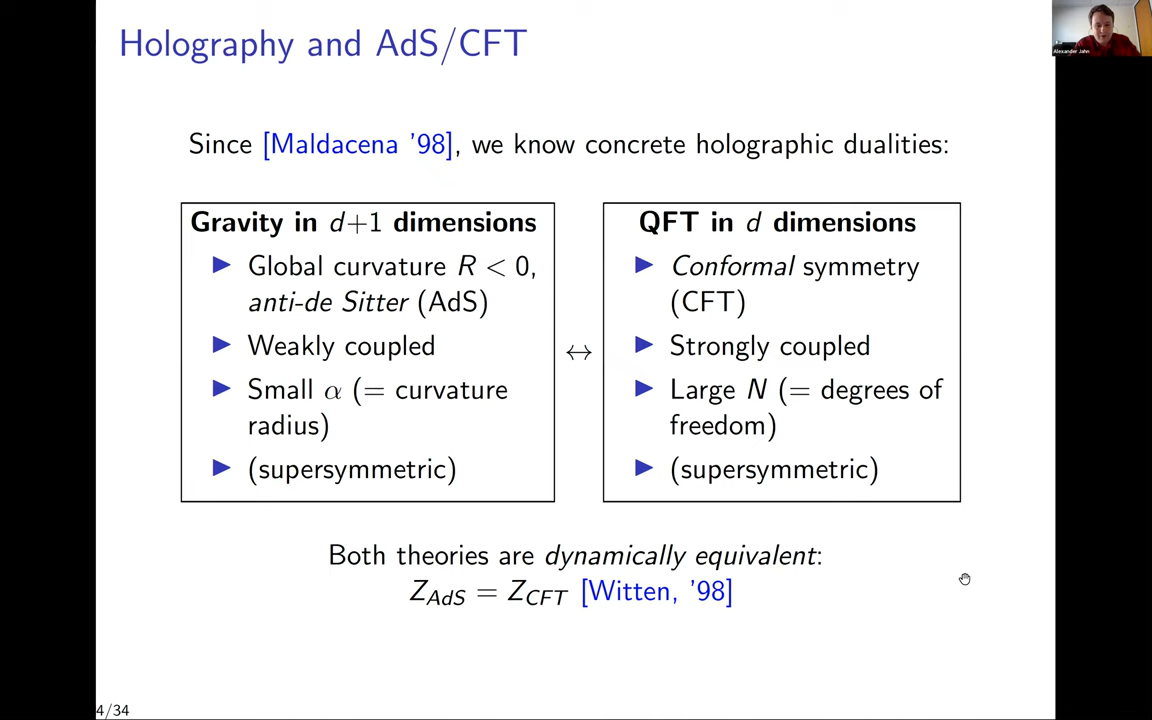 Holography and AdS/CFT
Alexander Jahn
Since [Maldacena '98], we know concrete holographic dualities:
Gravity in d+1 dimensions
▶ Global curvature R < 0,
anti-de Sitter (AdS)
▶ Weakly coupled
▶ Small α (= curvature
radius)
▶ (supersymmetric)
↔
QFT in d dimensions
▶ Conformal symmetry
(CFT)
▶ Strongly coupled
▶ Large N (= degrees of
freedom)
▶ (supersymmetric)
Both theories are dynamically equivalent:
Z_AdS = Z_CFT [Witten, '98]
4/34